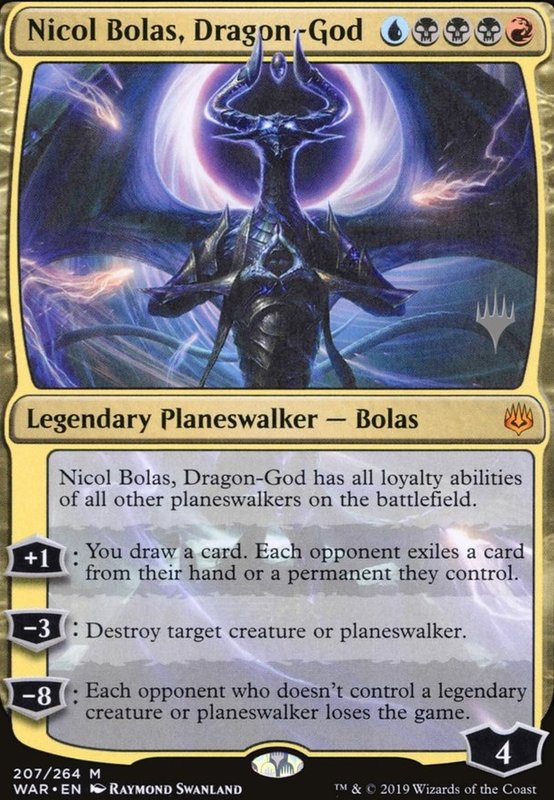 Nicol Bolas, Dragon-God
Legendary Planeswalker — Bolas
Nicol Bolas, Dragon-God has all loyalty abilities
of all other planeswalkers on the battlefield.
+1: You draw a card. Each opponent exiles a card
from their hand or a permanent they control.
−3: Destroy target creature or planeswalker.
−8: Each opponent who doesn't control a legendary
creature or planeswalker loses the game.
4
207/264 M
WAR • EN Raymond Swanland
™ & © 2019 Wizards of the Coast